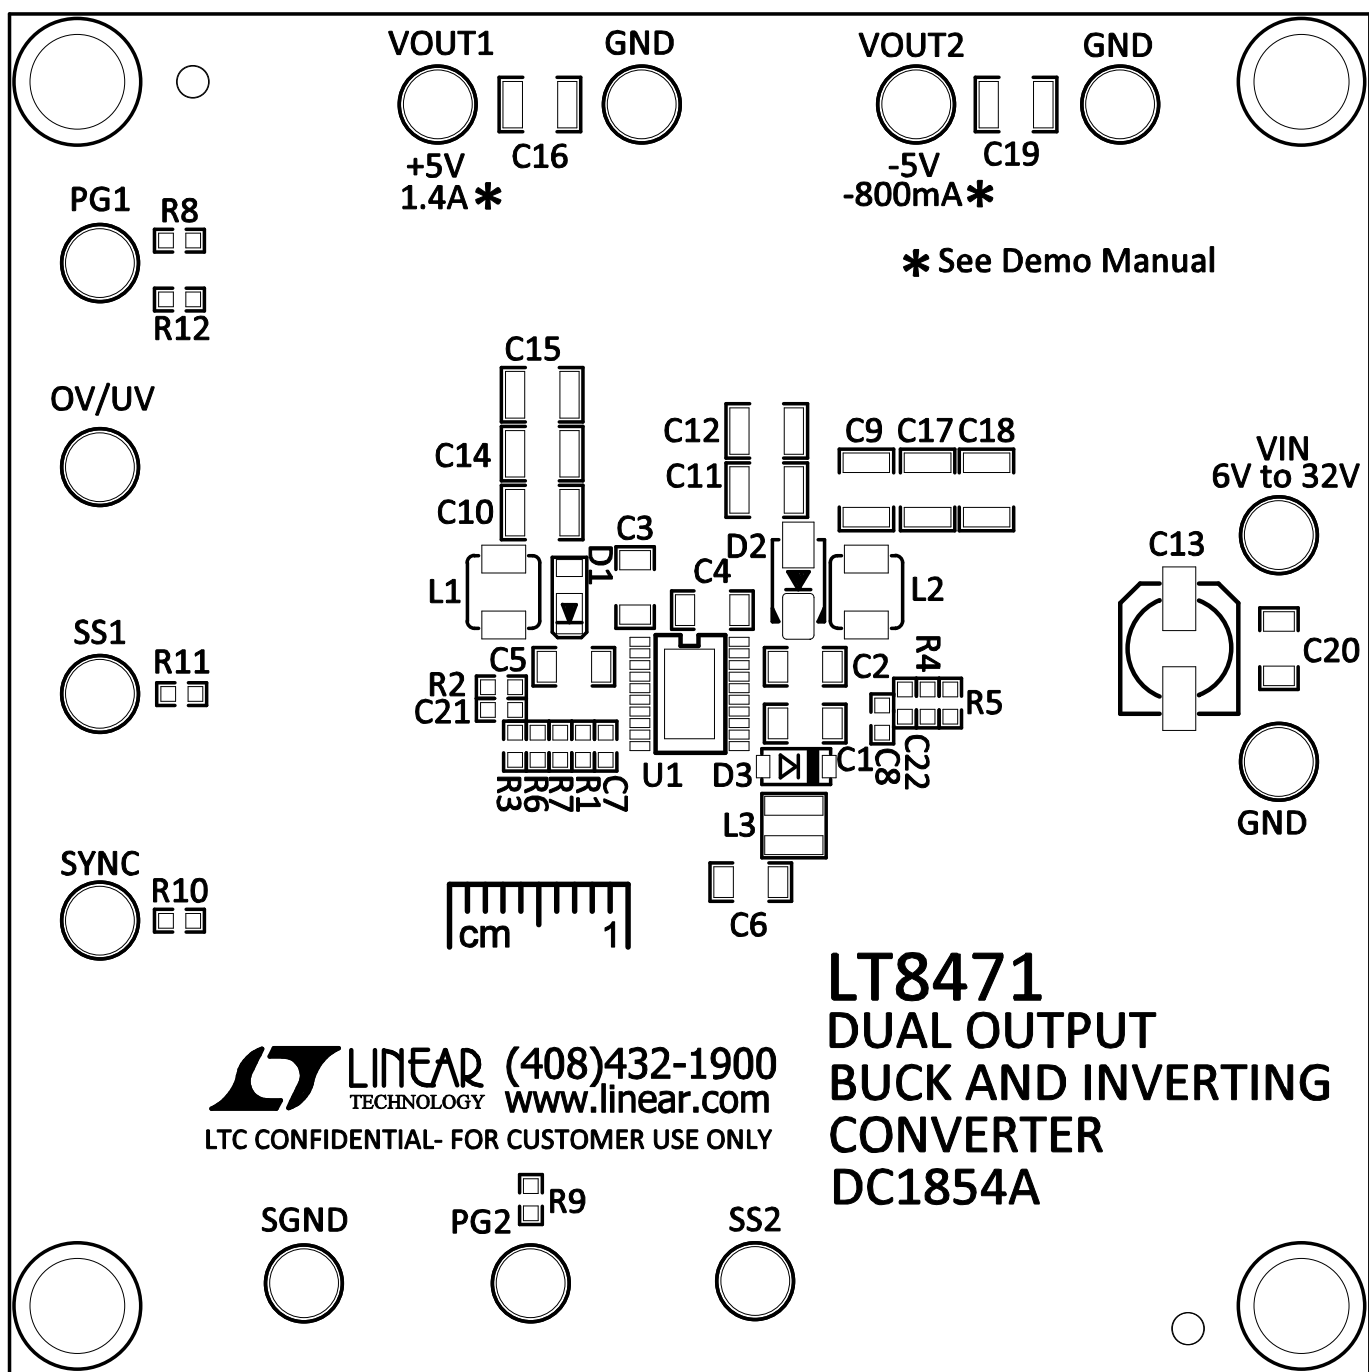 VOUT1
GND
VOUT2
GND
C16
C19
+5V
1.4A *
-5V
-800mA *
PG1
R8
* See Demo Manual
R12
C15
OV/UV
C12
C9
C17
C18
C14
C11
VIN
6V to 32V
C10
C3
D2
C13
D1
C4
L1
L2
SS1
R11
C5
C2
R4
C20
R2
C21
R5
U1
D3
C1
C8
C22
R3
R6
R7
R1
C7
L3
GND
SYNC
R10
C6
cm 1
LT8471
DUAL OUTPUT
BUCK AND INVERTING
CONVERTER
DC1854A
LINEAR
TECHNOLOGY
(408)432-1900
www.linear.com
LTC CONFIDENTIAL- FOR CUSTOMER USE ONLY
R9
SGND
PG2
SS2